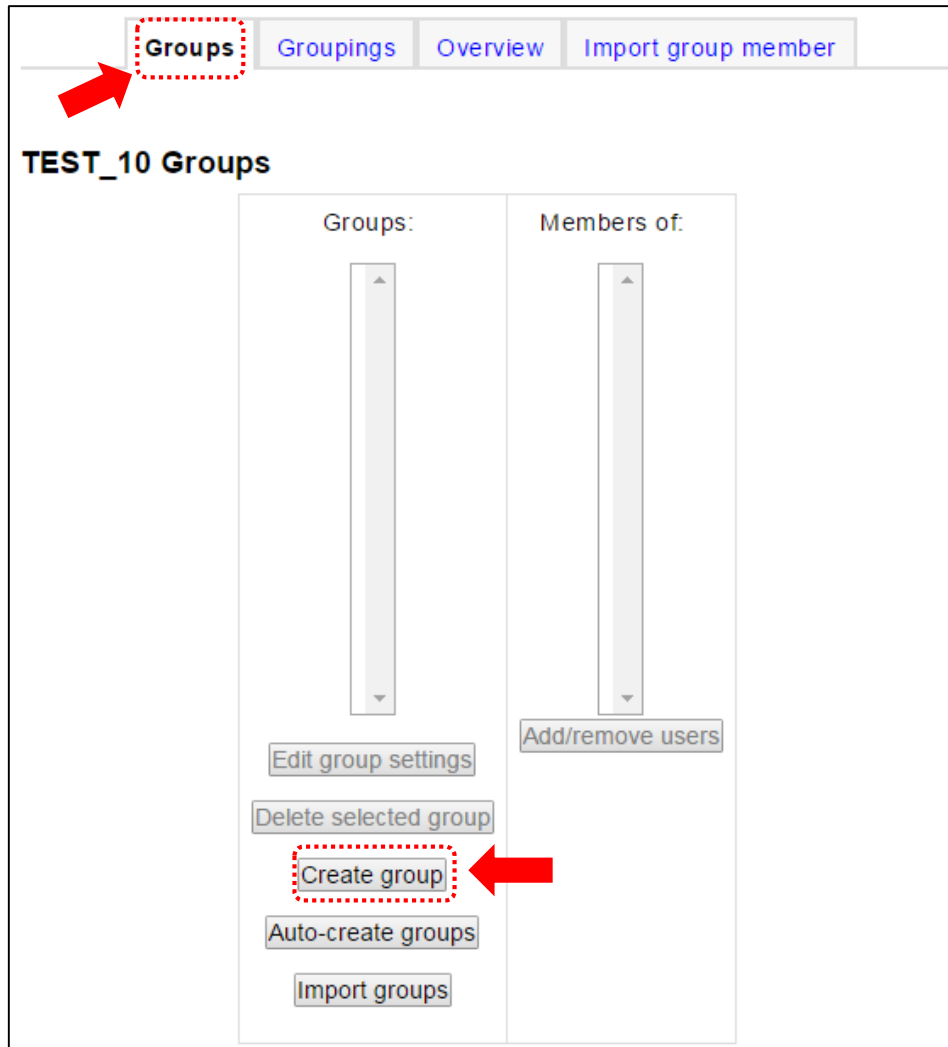 Groups Groupings Overview Import group member
TEST_10 Groups
Groups: Members of:
Add/remove users
Edit group settings
Delete selected group
Create group
Auto-create groups
Import groups